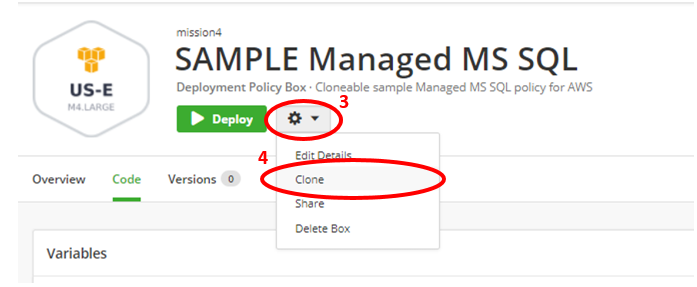 mission4
SAMPLE Managed MS SQL
US-E
M4.LARGE
Deployment Policy Box · Cloneable sample Managed MS SQL policy for AWS
Deploy
3
Edit Details
4
Clone
Share
Delete Box
Overview
Code
Versions 0
Variables